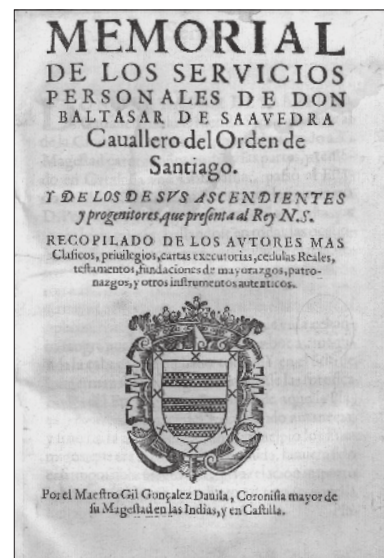 MEMORIAL
DE LOS SERVICIOS
PERSONALES DE DON
BALTASAR DE SAAVEDRA
Cauallero del Orden de
Santiago.
Y DE LOS DE SVS ASCENDIENTES
y progenitores, que presenta al Rey N.S.
RECOPILADO DE LOS AVTORES MAS
Clasicos, priuilegios, cartas executorias, cedulas Reales,
testamentos, fundaciones de mayorazgos, patro-
nazgos, y otros instrumentos autenticos.
Por el Maestro Gil Gonçalez Dauila, Coronista mayor de
su Magestad en las Indias, y en Castilla.